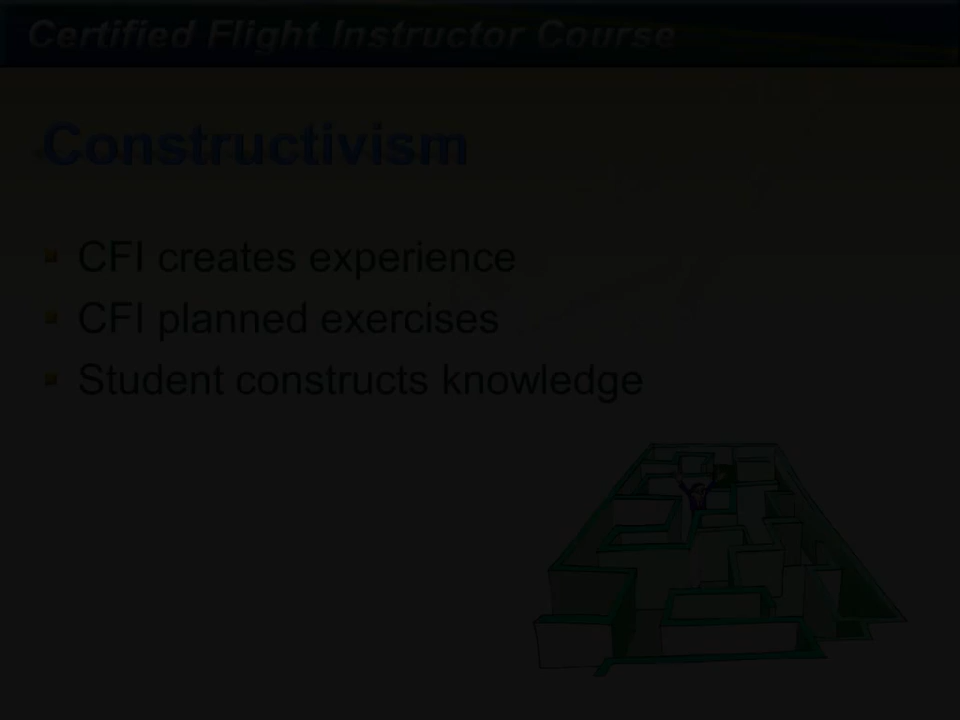 Certified Flight Instructor Course
Constructivism
CFI creates experience
CFI planned exercises
Student constructs knowledge